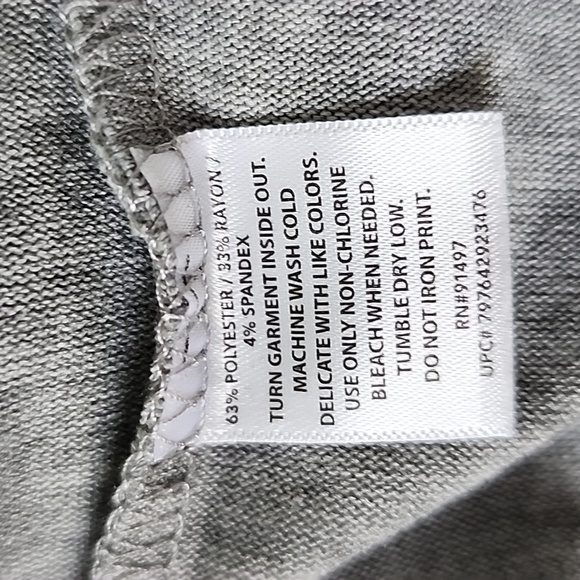 63% POLYESTER / 33% RAYON /
4% SPANDEX
TURN GARMENT INSIDE OUT.
MACHINE WASH COLD
DELICATE WITH LIKE COLORS.
USE ONLY NON-CHLORINE
BLEACH WHEN NEEDED.
TUMBLE DRY LOW.
DO NOT IRON PRINT.
RN#91497
UPC# 797642923476